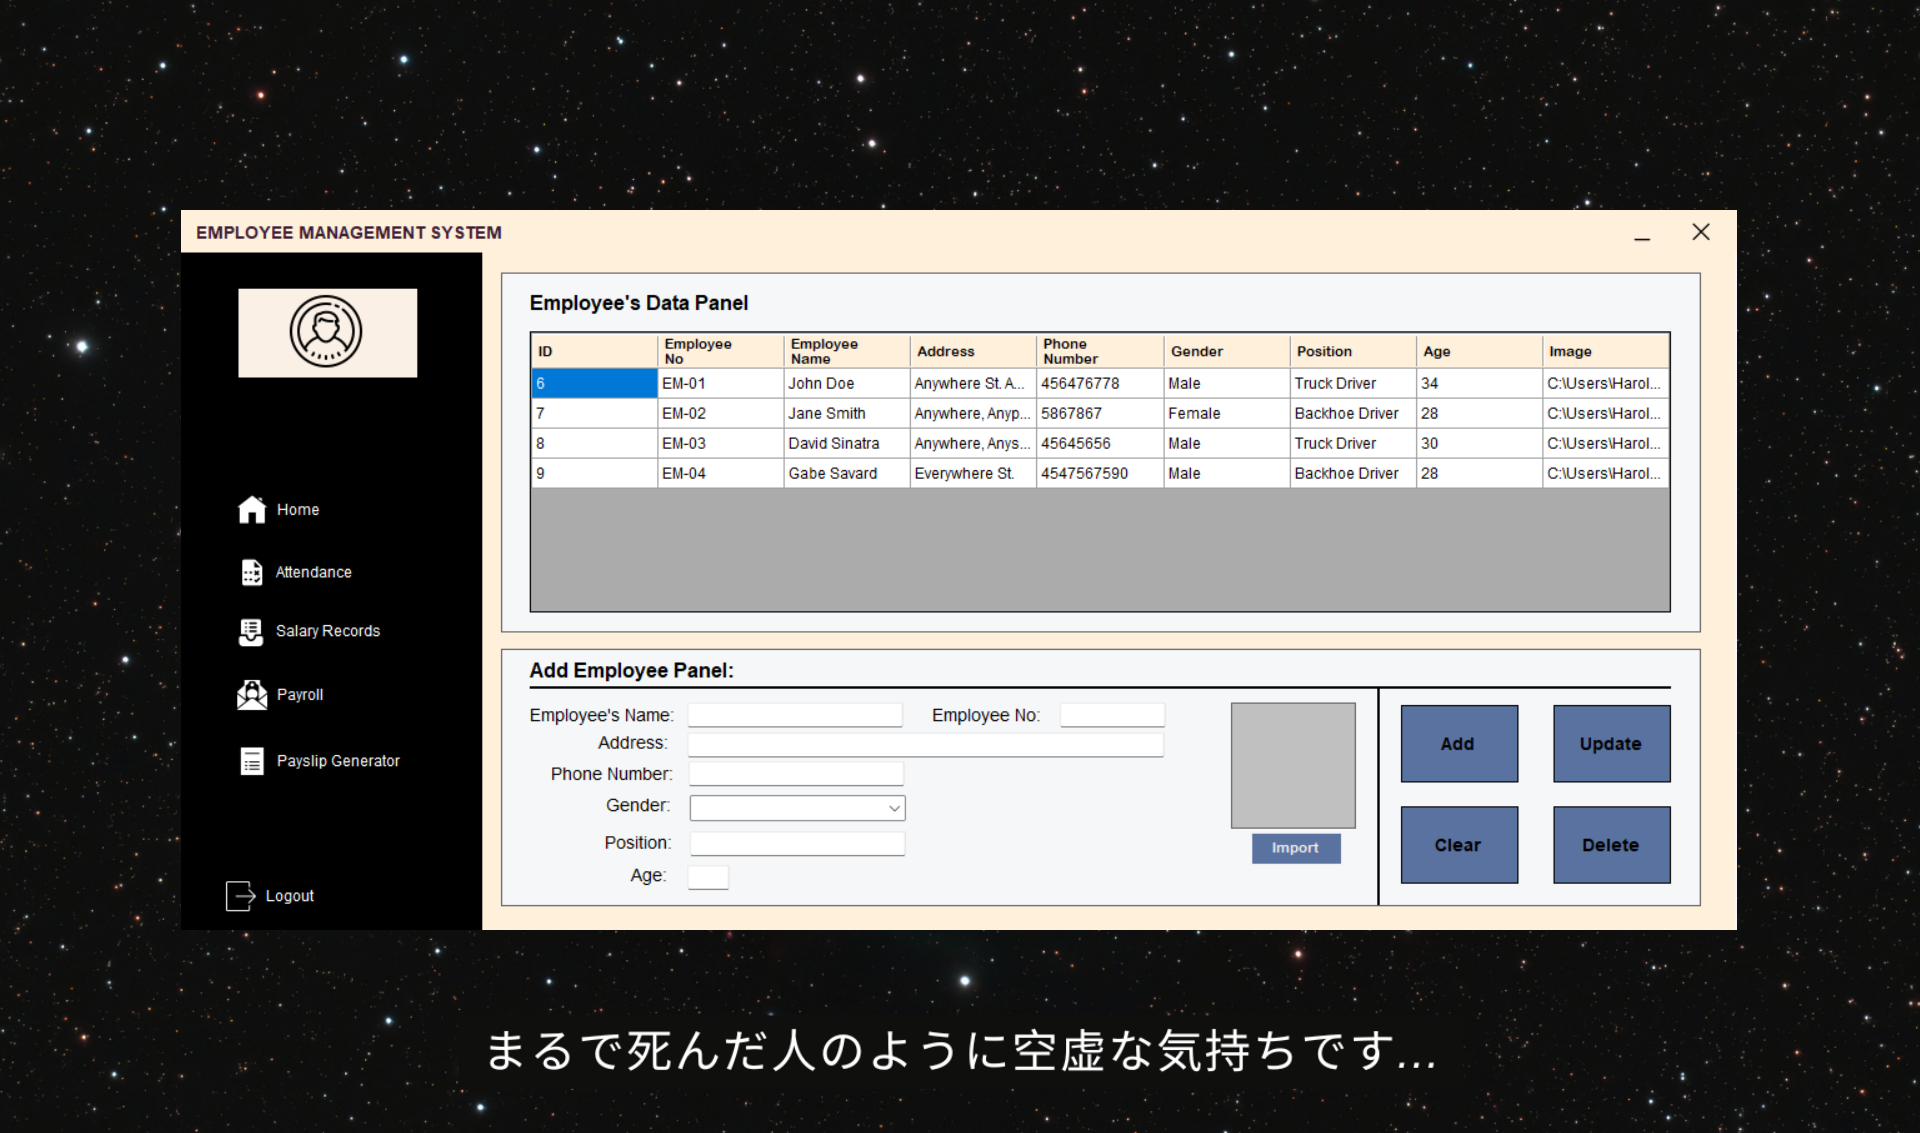 EMPLOYEE MANAGEMENT SYSTEM
Home
Attendance
Salary Records
Payroll
Payslip Generator
Logout
Employee's Data Panel
ID Employee No Employee Name Address Phone Number Gender Position Age Image
6 EM-01 John Doe Anywhere St. A... 456476778 Male Truck Driver 34 C:\Users\Harol...
7 EM-02 Jane Smith Anywhere, Anyp... 5867867 Female Backhoe Driver 28 C:\Users\Harol...
8 EM-03 David Sinatra Anywhere, Anys... 45645656 Male Truck Driver 30 C:\Users\Harol...
9 EM-04 Gabe Savard Everywhere St. 4547567590 Male Backhoe Driver 28 C:\Users\Harol...
Add Employee Panel:
Employee's Name: Employee No:
Address:
Phone Number:
Gender:
Position:
Age:
Import
Add Update
Clear Delete
まるで死んだ人のように空虚な気持ちです...